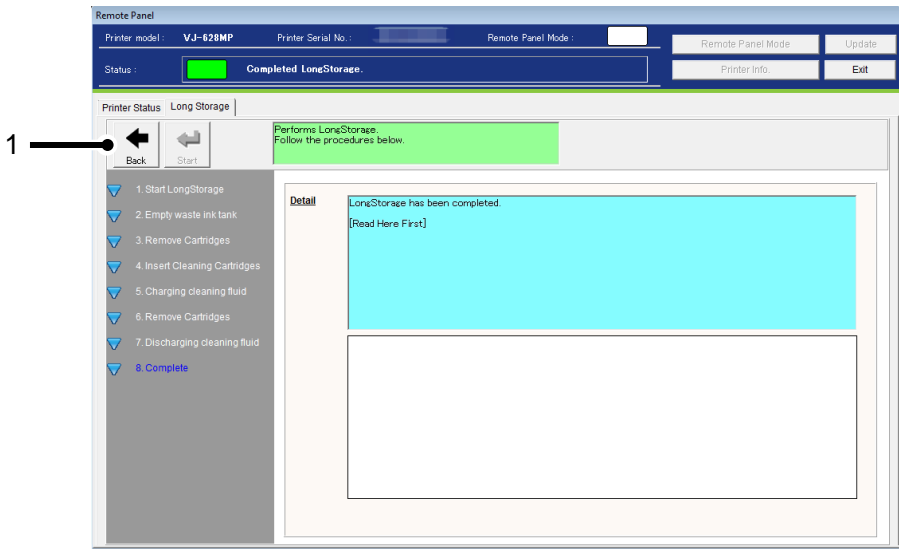 Remote Panel
Printer model : VJ-628MP Printer Serial No. : Remote Panel Mode :
Remote Panel Mode Update
Status : Completed LongStorage. Printer Info. Exit
Printer Status Long Storage
1
Back Start
Performs LongStorage.
Follow the procedures below.
1. Start LongStorage
2. Empty waste ink tank
3. Remove Cartridges
4. Insert Cleaning Cartridges
5. Charging cleaning fluid
6. Remove Cartridges
7. Discharging cleaning fluid
8. Complete
Detail
LongStorage has been completed.
[Read Here First]